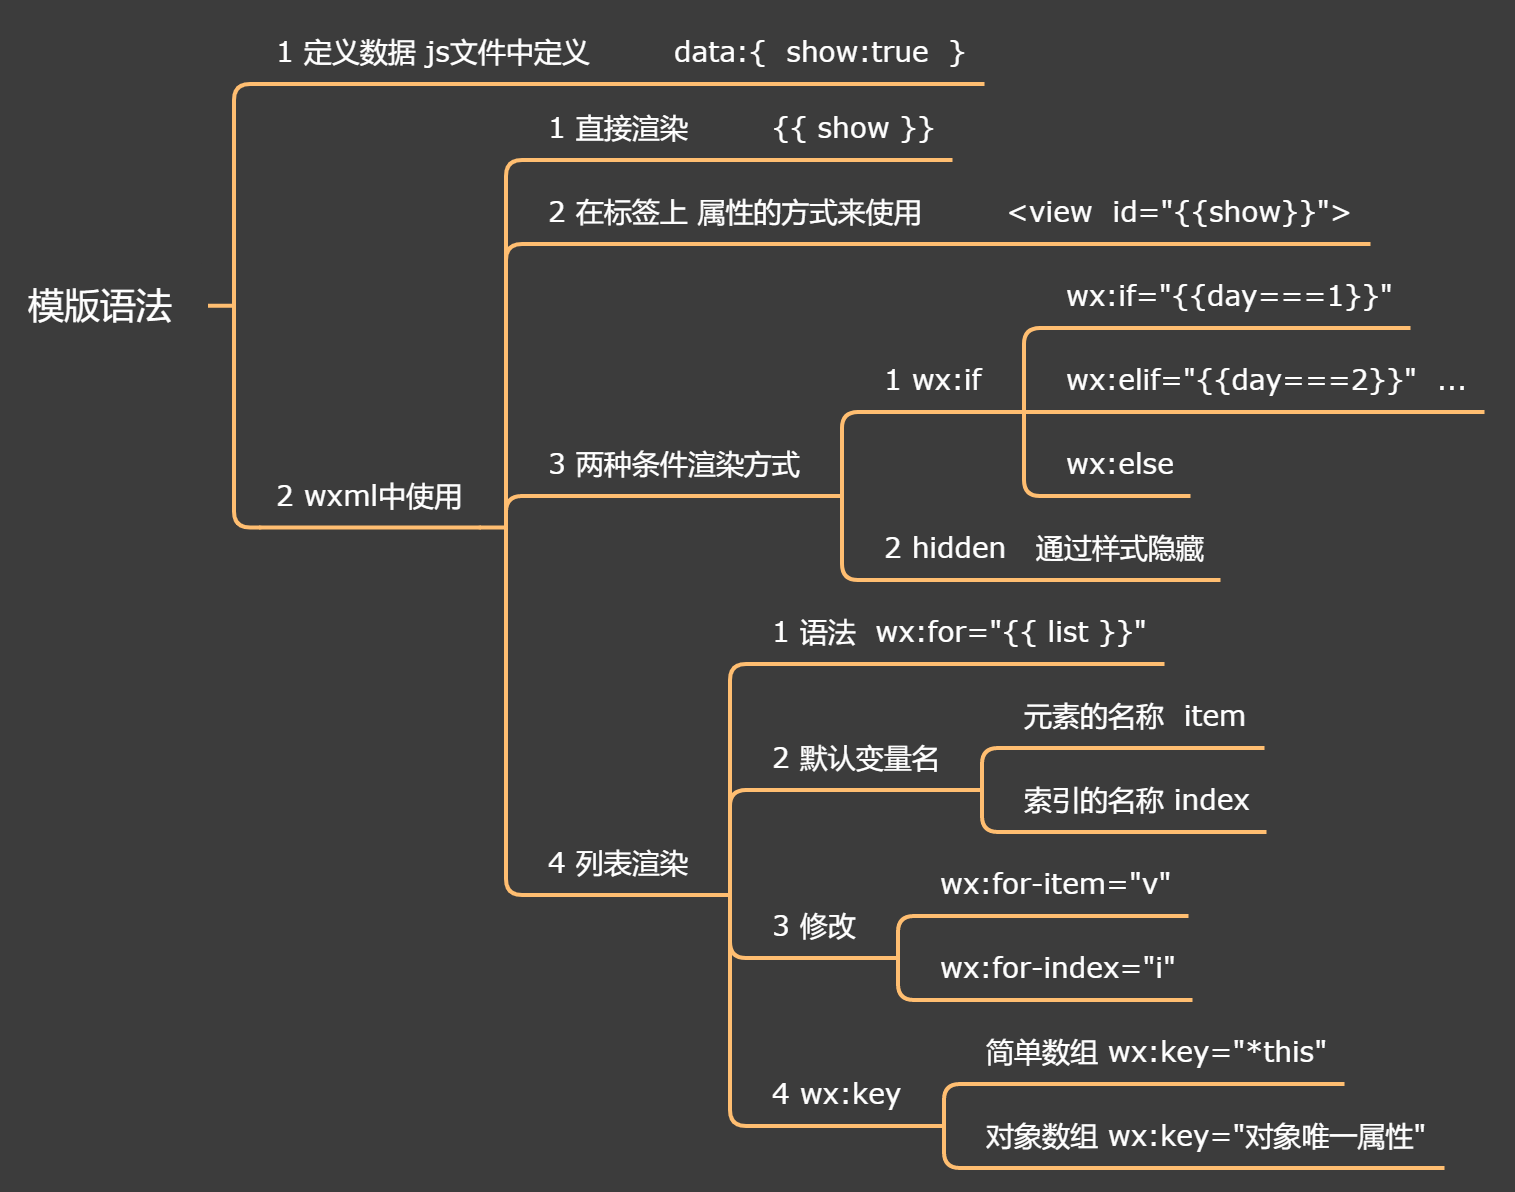 1 定义数据 js文件中定义 data:{ show:true }
1 直接渲染 {{ show }}
2 在标签上 属性的方式来使用 <view id="{{show}}">
模版语法
wx:if="{{day===1}}"
1 wx:if
wx:elif="{{day===2}}" ...
3 两种条件渲染方式
wx:else
2 wxml中使用
2 hidden 通过样式隐藏
1 语法 wx:for="{{ list }}"
元素的名称 item
2 默认变量名
索引的名称 index
4 列表渲染
wx:for-item="v"
3 修改
wx:for-index="i"
简单数组 wx:key="*this"
4 wx:key
对象数组 wx:key="对象唯一属性"